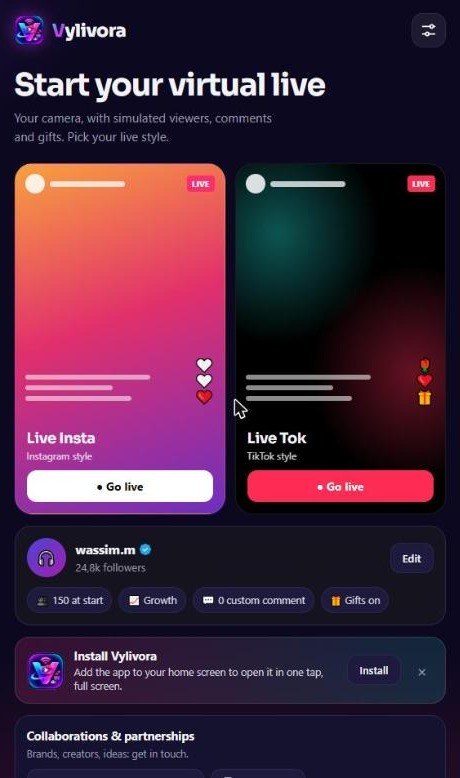 Vylivora
Start your virtual live
Your camera, with simulated viewers, comments
and gifts. Pick your live style.
LIVE
LIVE
Live Insta
Instagram style
• Go live
Live Tok
TikTok style
• Go live
wassim.m
24,8k followers
Edit
150 at start
Growth
0 custom comment
Gifts on
Install Vylivora
Add the app to your home screen to open it in one tap,
full screen.
Install
×
Collaborations & partnerships
Brands, creators, ideas: get in touch.